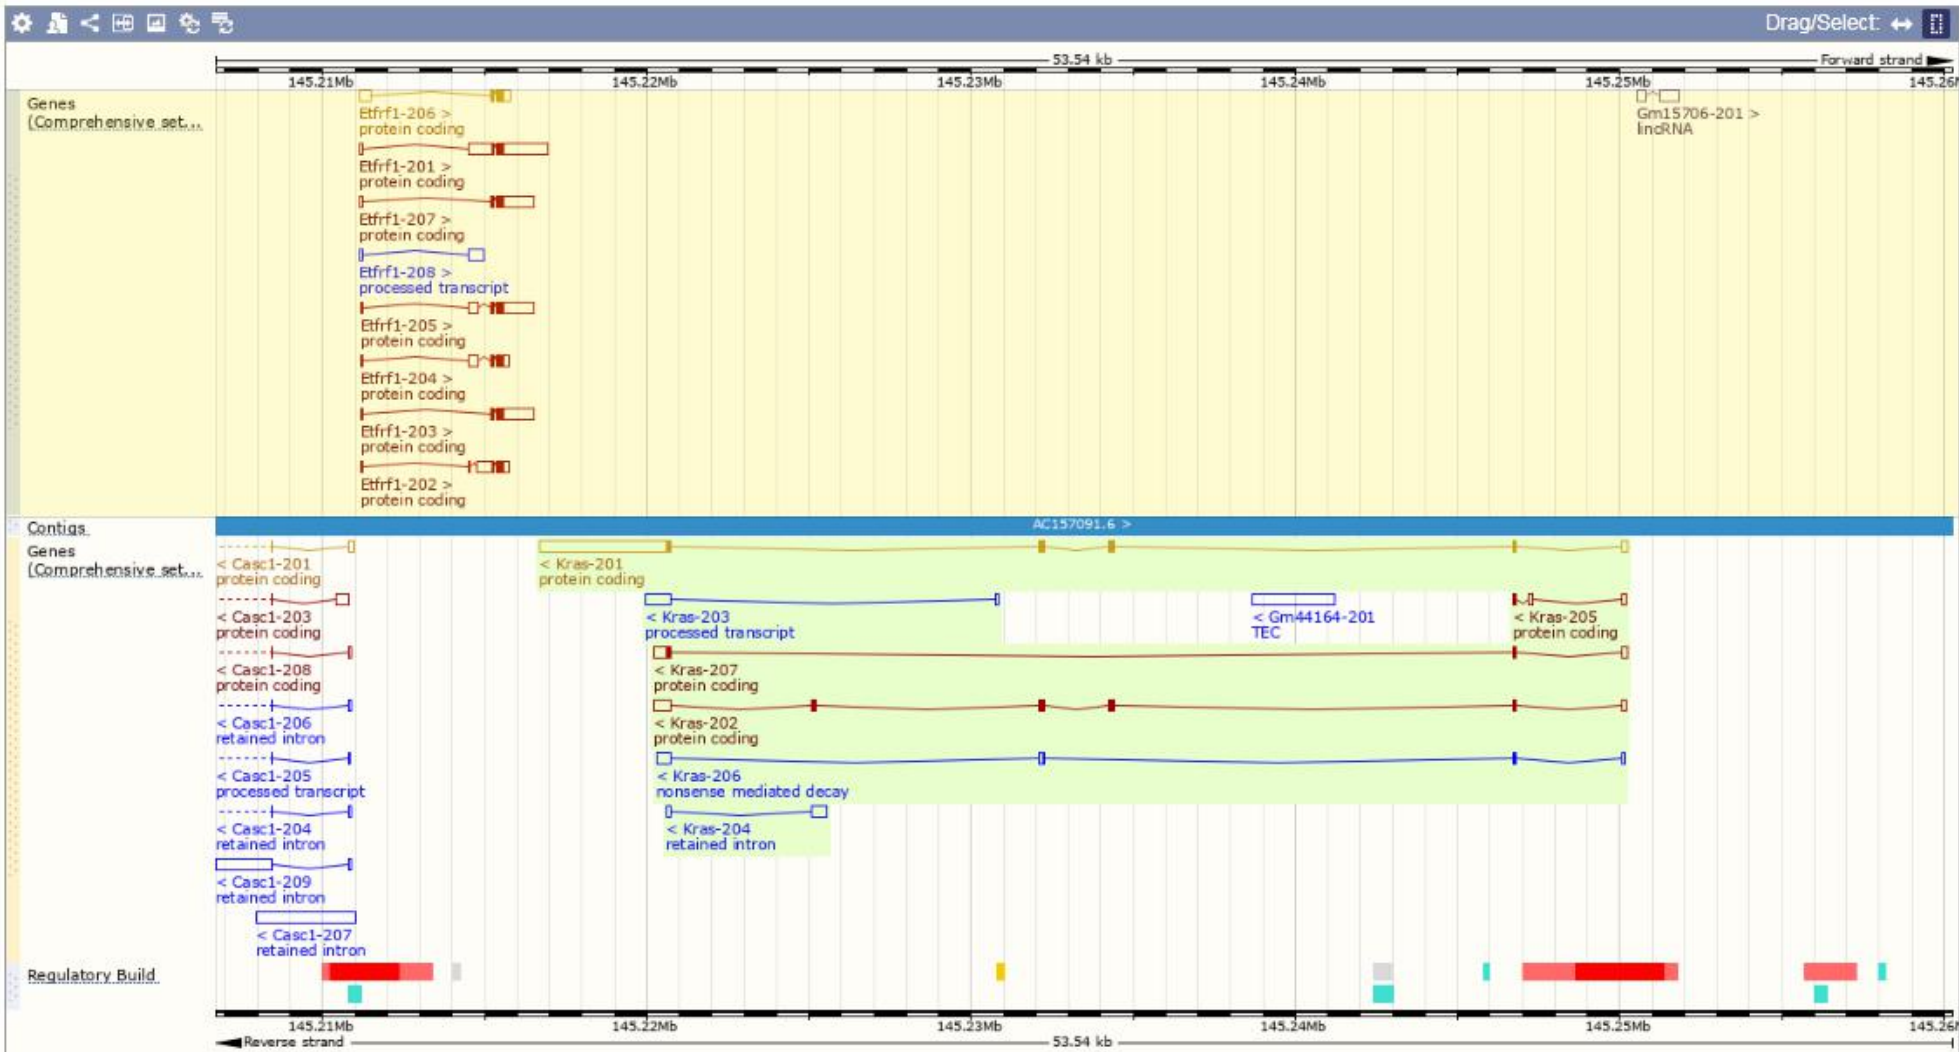 Drag/Select:
53.54 kb
Forward strand
145.21Mb 145.22Mb 145.23Mb 145.24Mb 145.25Mb 145.26M
Genes
(Comprehensive set...
Etfrf1-206 >
protein coding
Gm15706-201 >
lincRNA
Etfrf1-201 >
protein coding
Etfrf1-207 >
protein coding
Etfrf1-208 >
processed transcript
Etfrf1-205 >
protein coding
Etfrf1-204 >
protein coding
Etfrf1-203 >
protein coding
Etfrf1-202 >
protein coding
Contigs
AC157091.6 >
Genes
(Comprehensive set...
< Casc1-201
protein coding
< Kras-201
protein coding
< Casc1-203
protein coding
< Kras-203
processed transcript
< Gm44164-201
TEC
< Kras-205
protein coding
< Casc1-208
protein coding
< Kras-207
protein coding
< Casc1-206
retained intron
< Kras-202
protein coding
< Casc1-205
processed transcript
< Kras-206
nonsense mediated decay
< Casc1-204
retained intron
< Kras-204
retained intron
< Casc1-209
retained intron
< Casc1-207
retained intron
Regulatory Build
145.21Mb 145.22Mb 145.23Mb 145.24Mb 145.25Mb 145.26M
Reverse strand
53.54 kb